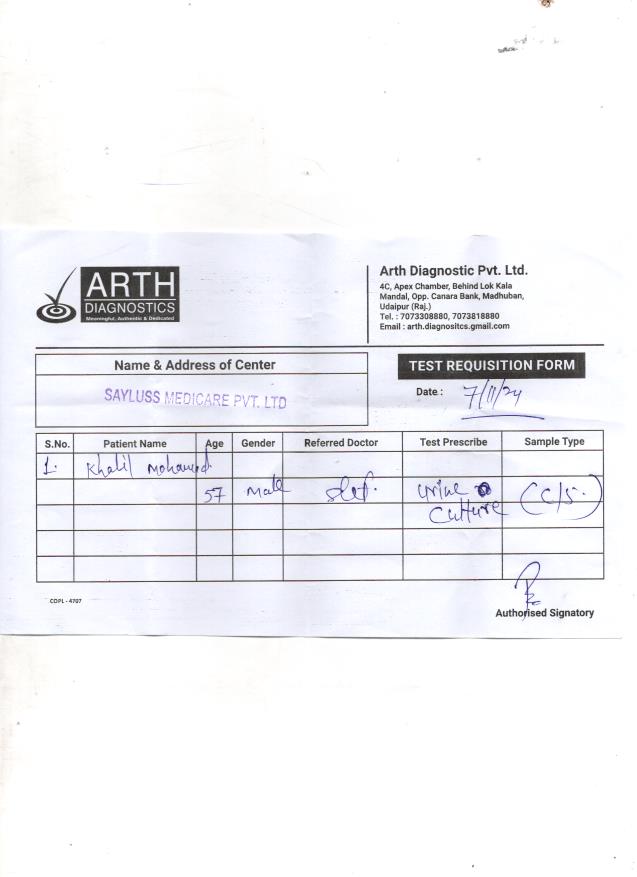 ARTH
DIAGNOSTICS
Meaningful, Authentic & Dedicated
Arth Diagnostic Pvt. Ltd.
4C, Apex Chamber, Behind Lok Kala
Mandal, Opp. Canara Bank, Madhuban,
Udaipur (Raj.)
Tel. : 7073308880, 7073818880
Email : arth.diagnositcs.gmail.com
Name & Address of Center
SAYLUSS MEDICARE PVT. LTD
TEST REQUISITION FORM
Date : 7/11/24
S.No. Patient Name Age Gender Referred Doctor Test Prescribe Sample Type
1. Khalil Mohamed
57 Male Slef. Urine (C/S.)
Culture
CDPL - 4707
Authorised Signatory